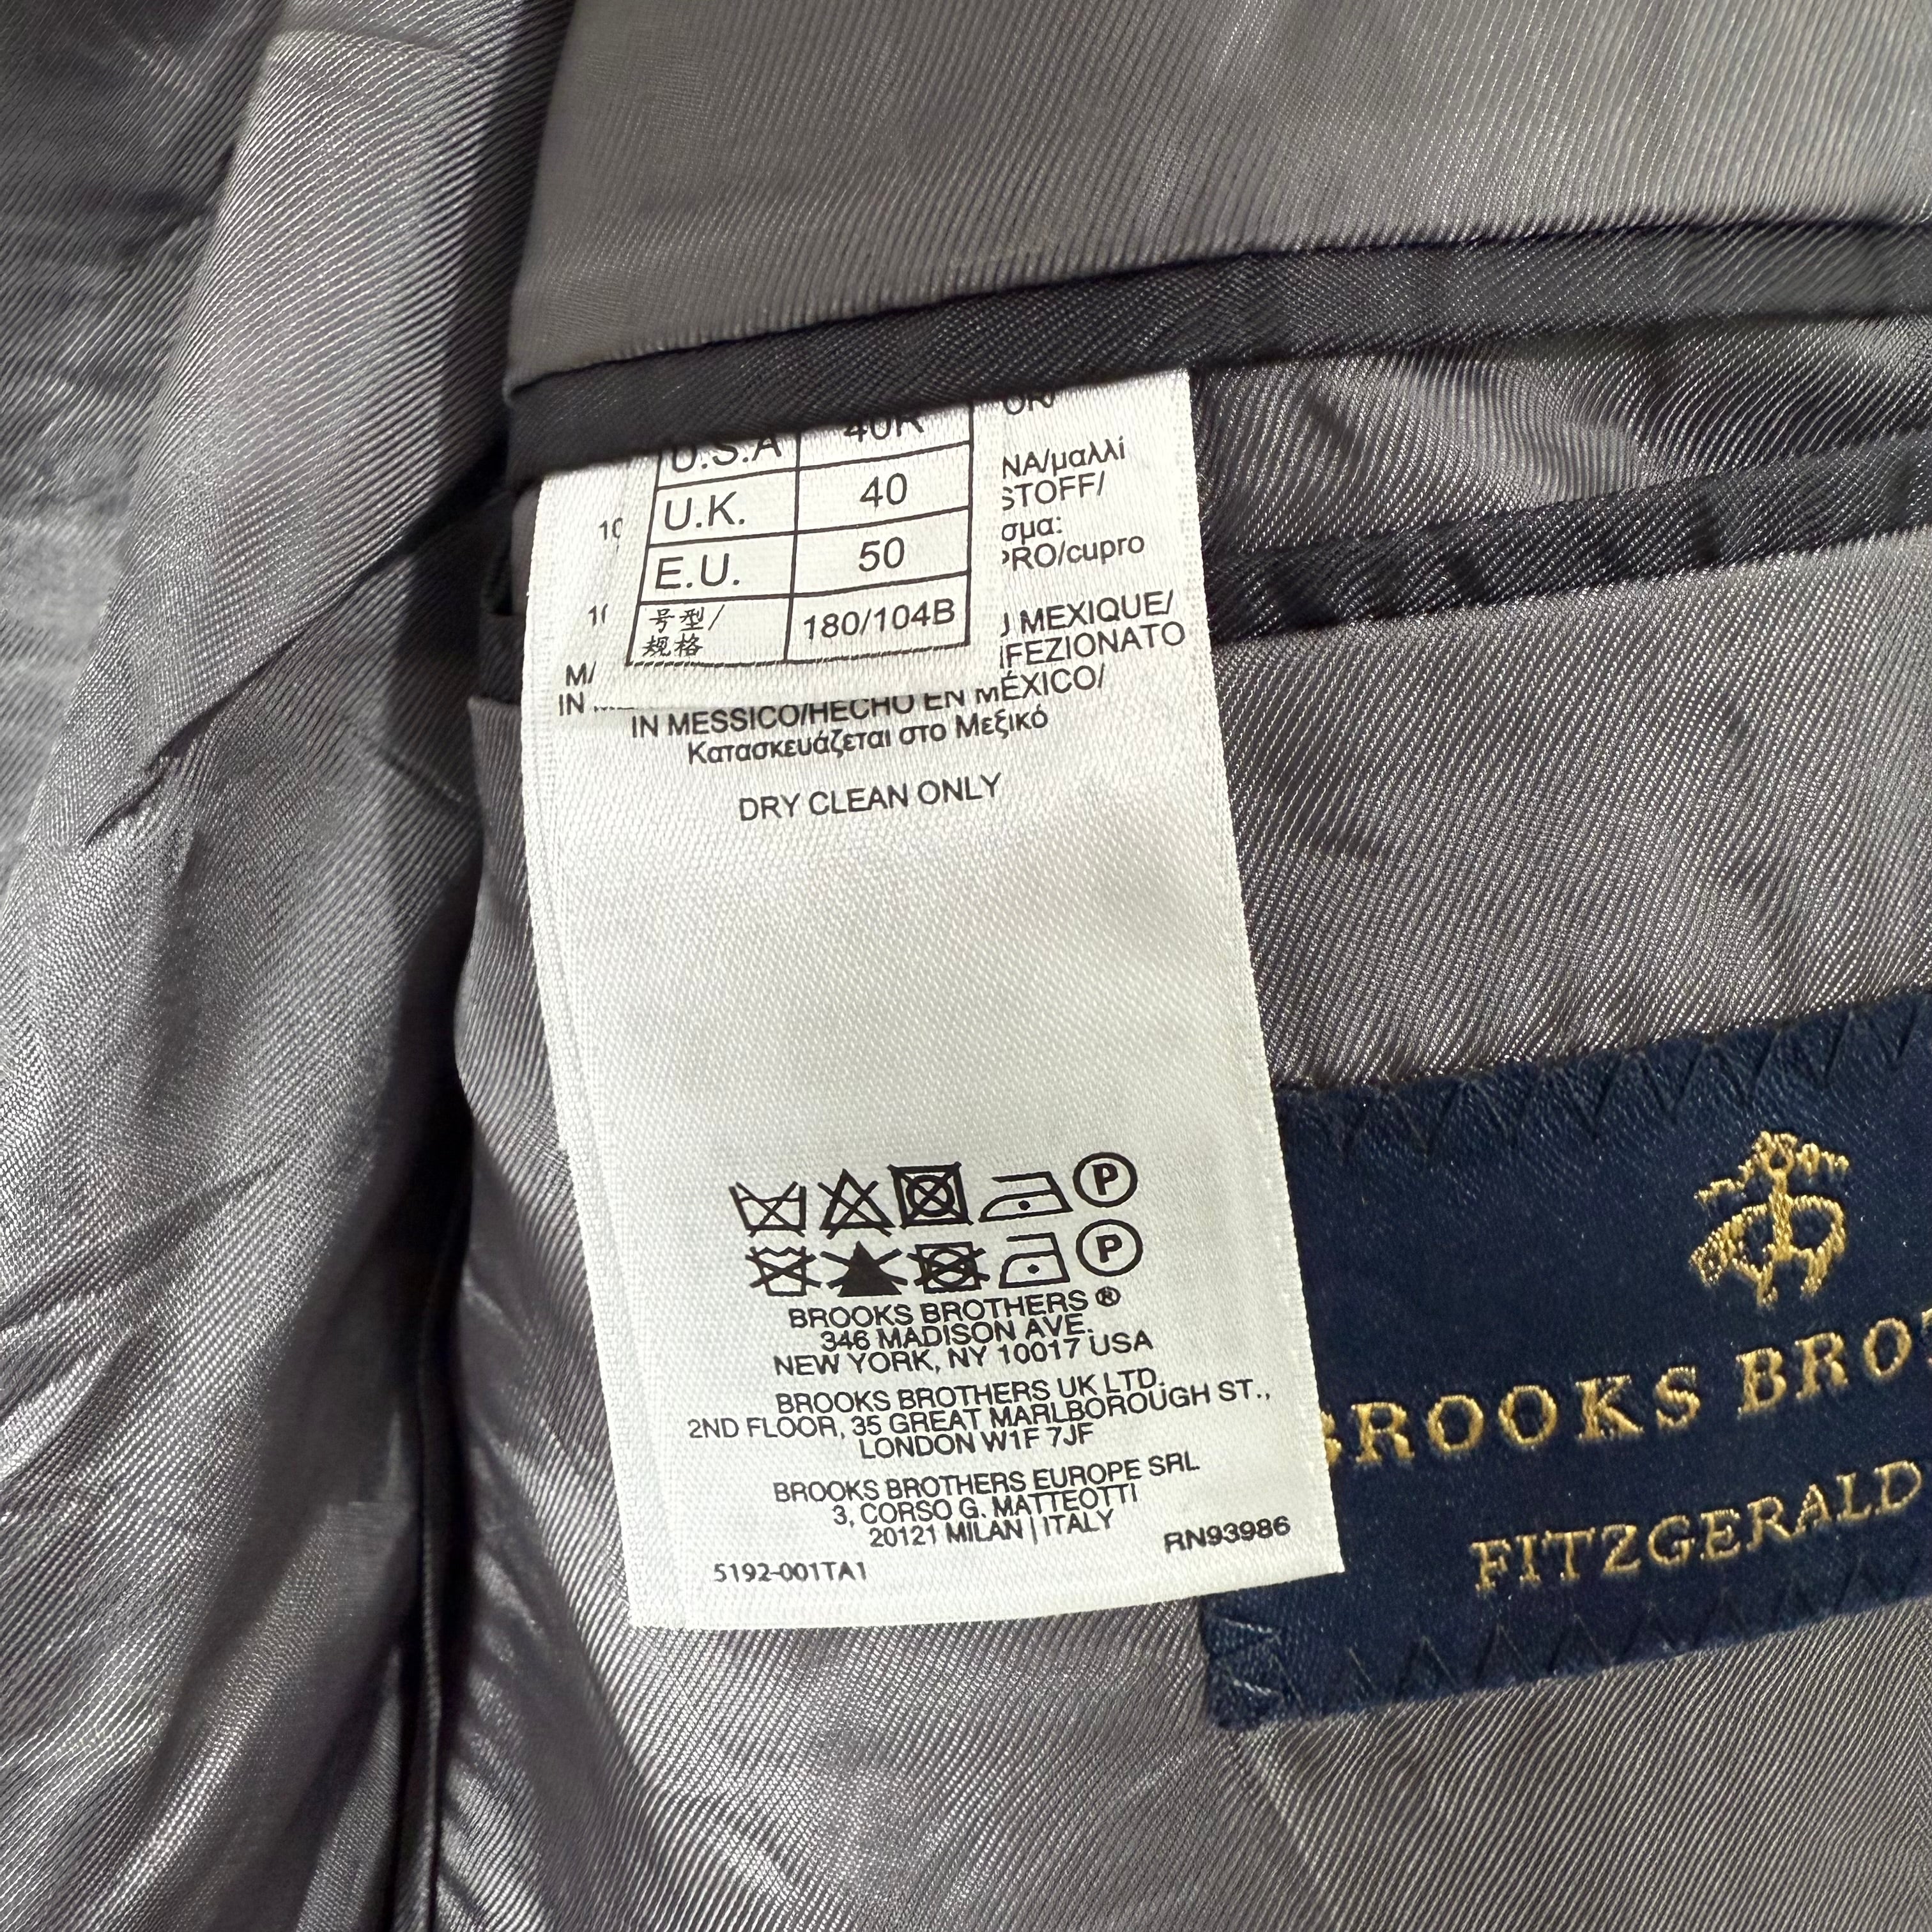 U.S.A 40R
U.K. 40
E.U. 50
号型/ 180/104B
规格
NA/μαλλί
STOFF/
σμα:
PRO/cupro
MEXIQUE/
FEZIONATO
IN MESSICO/HECHO EN MÉXICO/
Κατασκευάζεται στο Μεξικό
DRY CLEAN ONLY
P
P
BROOKS BROTHERS ®
346 MADISON AVE.
NEW YORK, NY 10017 USA
BROOKS BROTHERS UK LTD.
2ND FLOOR, 35 GREAT MARLBOROUGH ST.,
LONDON W1F 7JF
BROOKS BROTHERS EUROPE SRL
3, CORSO G. MATTEOTTI
20121 MILAN | ITALY
RN93986
5192-001TA1
BROOKS BROT
FITZGERALD